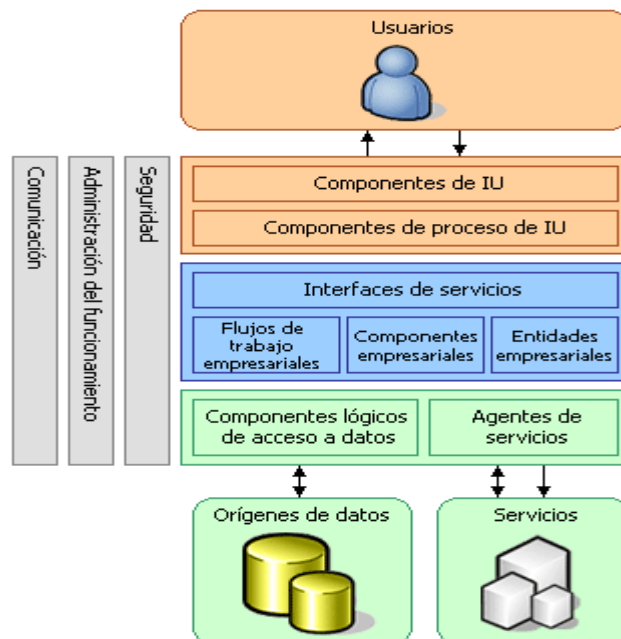 Usuarios
Comunicación
Administración del funcionamiento
Seguridad
Componentes de IU
Componentes de proceso de IU
Interfaces de servicios
Flujos de
trabajo
empresariales
Componentes
empresariales
Entidades
empresariales
Componentes lógicos
de acceso a datos
Agentes de
servicios
Orígenes de datos
Servicios